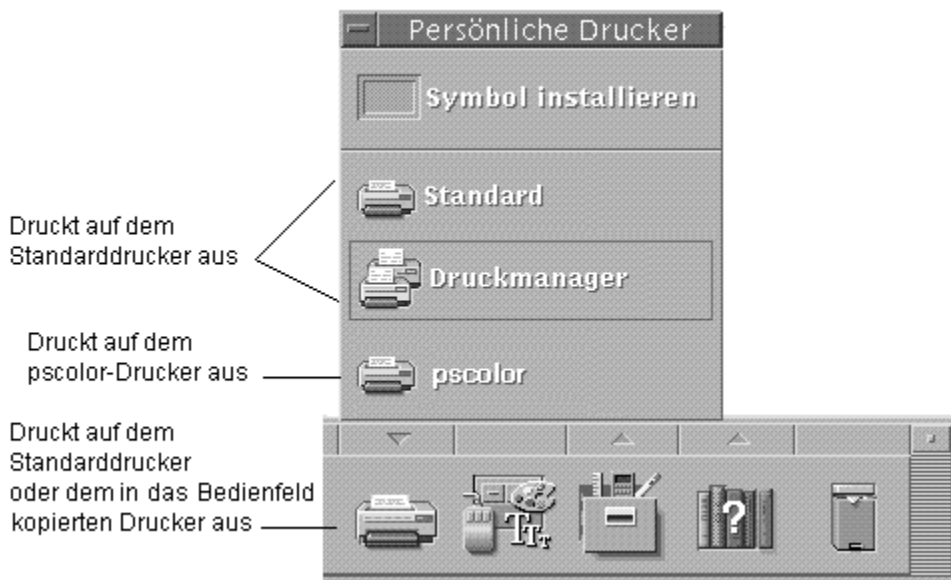 Persönliche Drucker
Symbol installieren
Standard
Druckmanager
pscolor
Druckt auf dem
Standarddrucker aus
Druckt auf dem
pscolor-Drucker aus
Druckt auf dem
Standarddrucker
oder dem in das Bedienfeld
kopierten Drucker aus
TTT
?